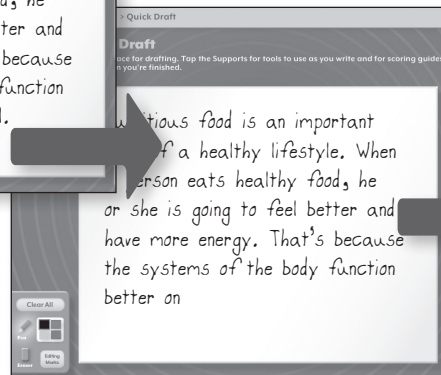 d, he
ter and
because
function
d.
> Quick Draft
Draft
ace for drafting. Tap the Supports for tools to use as you write and for scoring guides
n you're finished.
itious food is an important
of a healthy lifestyle. When
erson eats healthy food, he
or she is going to feel better and
have more energy. That's because
the systems of the body function
better on
Clear All
Pen
Eraser
Editing
Marks